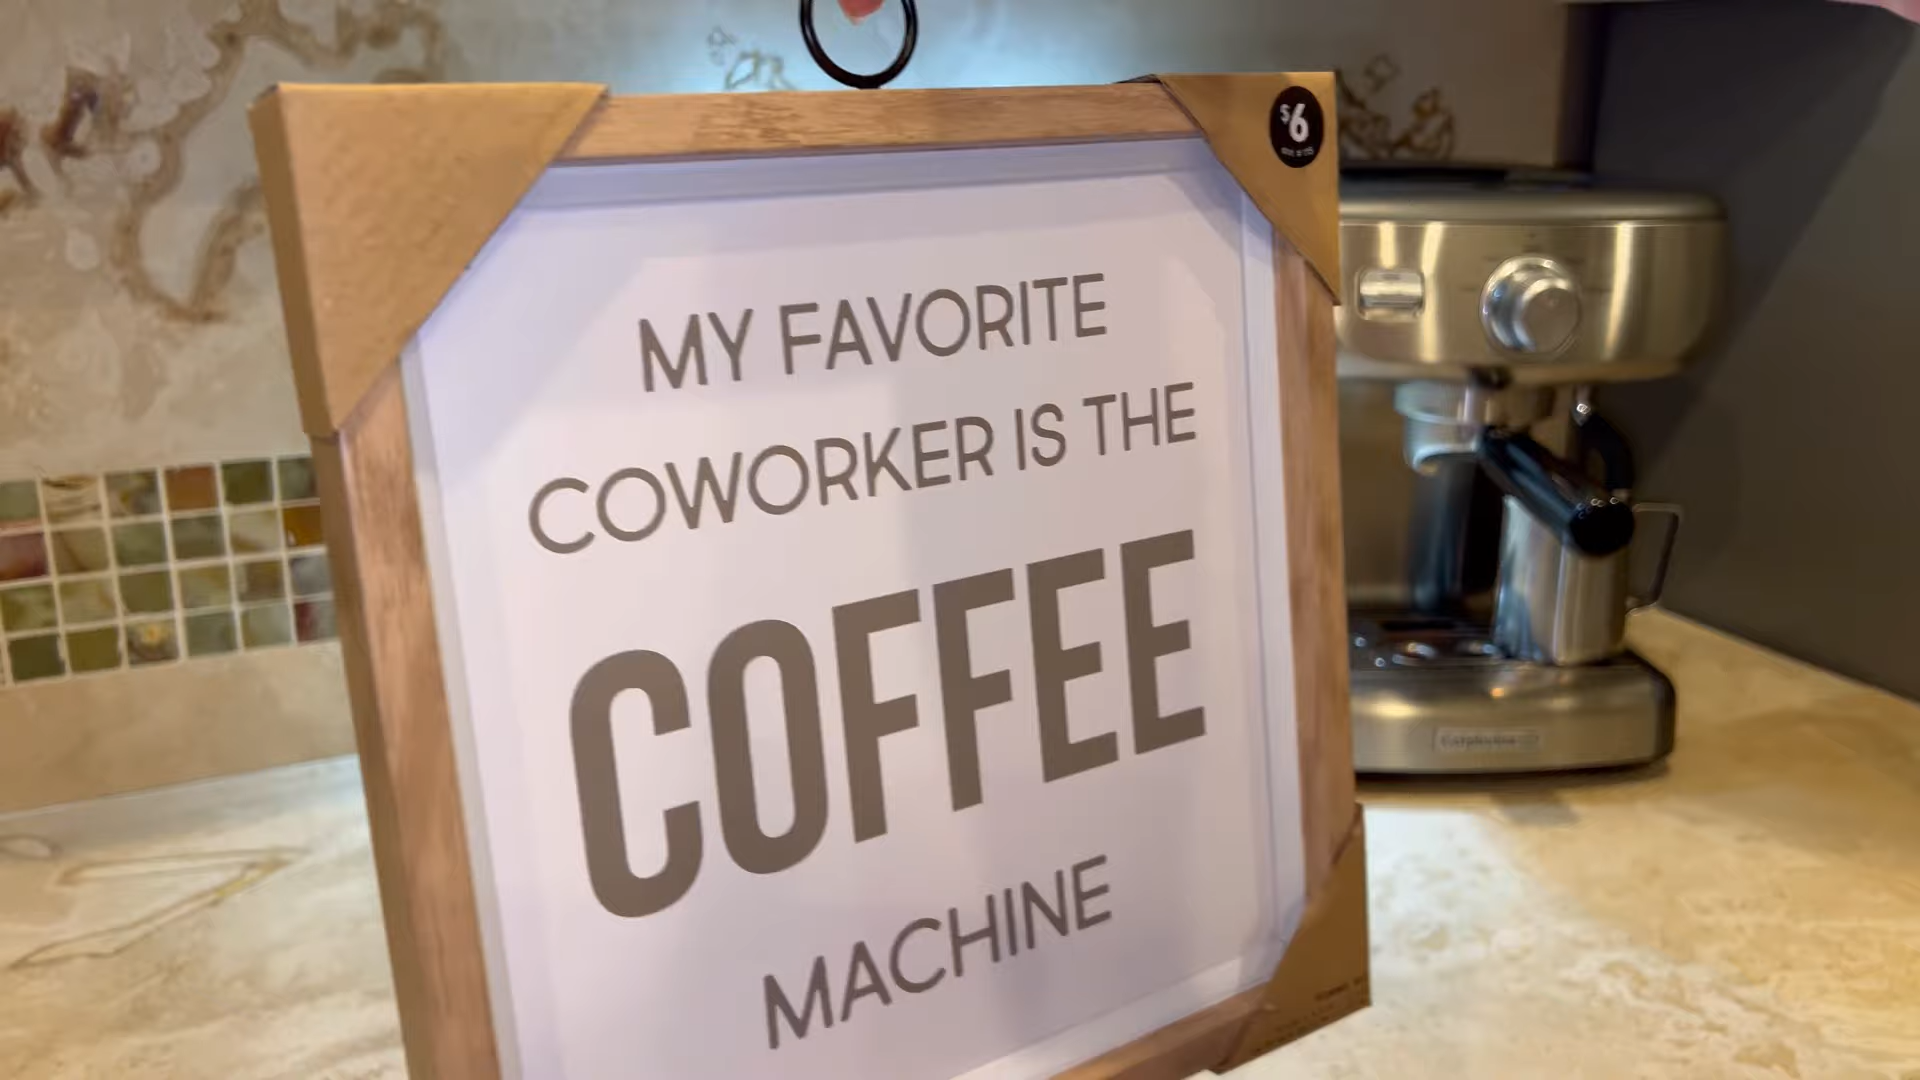 $6
MY FAVORITE
COWORKER IS THE
COFFEE
MACHINE